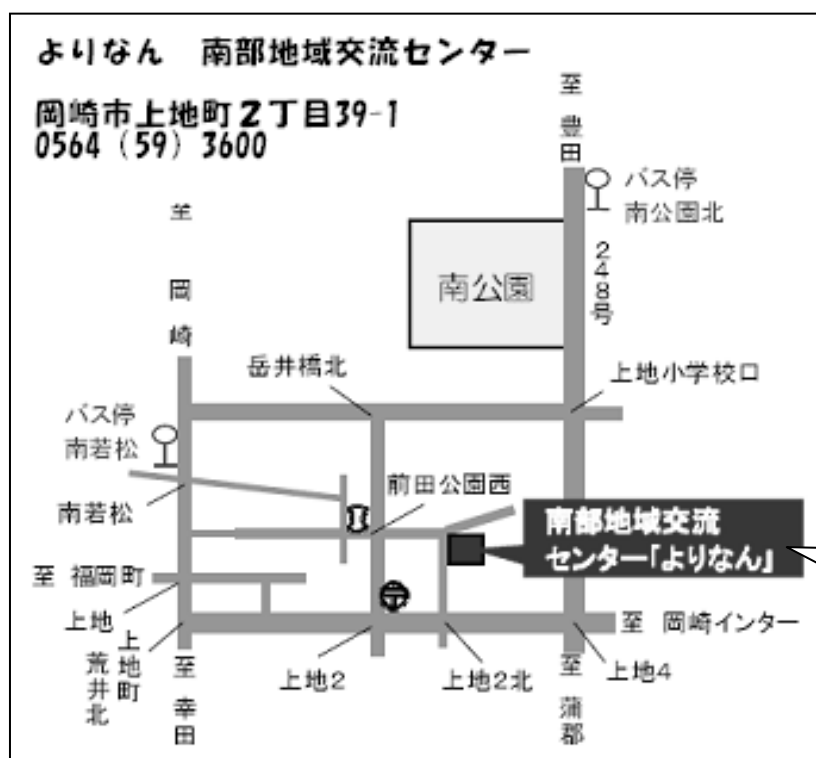 よりなん 南部地域交流センター
岡崎市上地町2丁目39-1
0564（59）3600
至 豊田
バス停
南公園北
248号
南公園
至 岡崎
岳井橋北
上地小学校口
バス停
南若松
南若松
前田公園西
南部地域交流
センター「よりなん」
至 福岡町
上地
上地町
荒井北
至 幸田
上地2
上地2北
上地4
至 岡崎インター
至 蒲郡